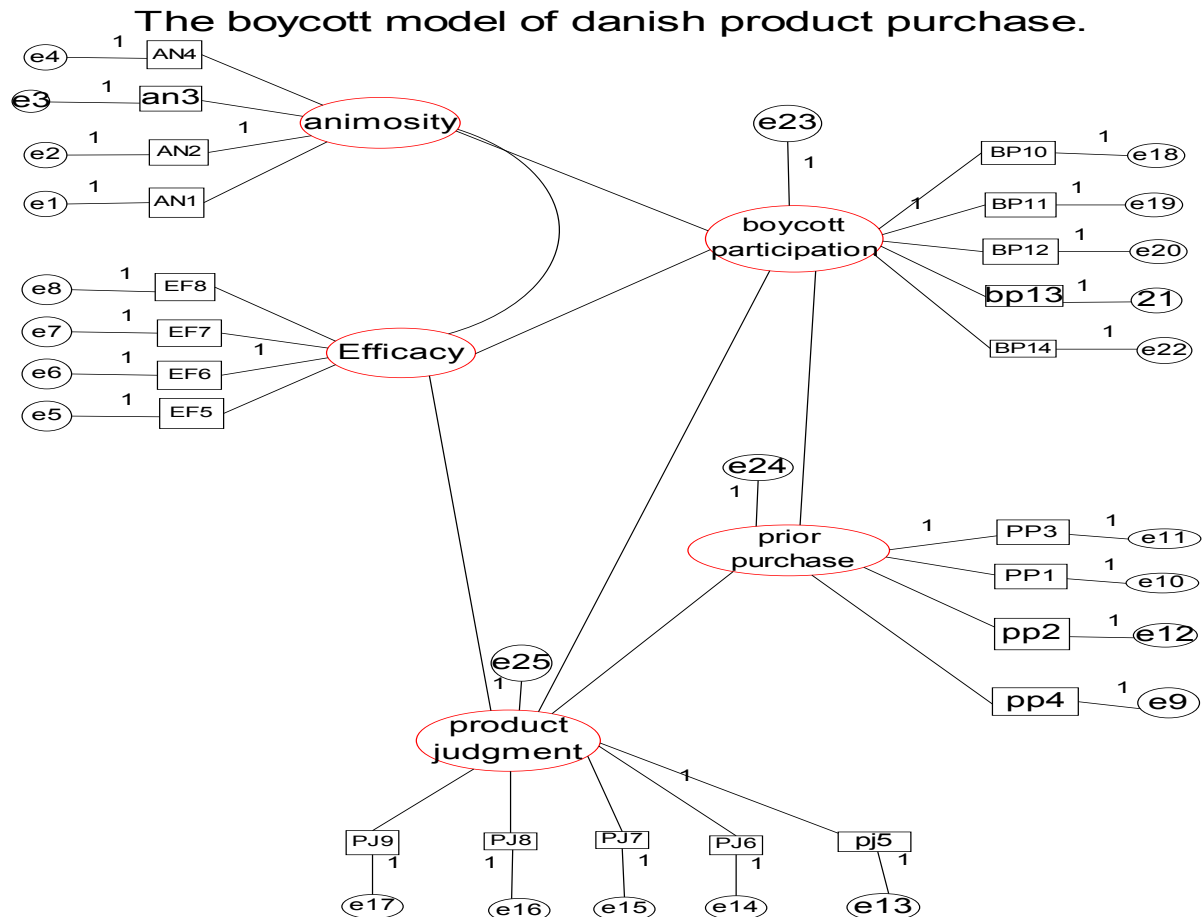 The boycott model of danish product purchase.
e4
1
AN4
e3
1
an3
animosity
e2
1
AN2
1
e1
1
AN1
e23
1
boycott
participation
BP10
1
e18
1
BP11
1
e19
BP12
1
e20
bp13
1
21
BP14
1
e22
e8
1
EF8
e7
1
EF7
Efficacy
e6
1
EF6
1
e5
1
EF5
e24
1
prior
purchase
1
PP3
1
e11
PP1
1
e10
pp2
1
e12
pp4
1
e9
e25
1
product
judgment
1
PJ9
1
e17
PJ8
1
e16
PJ7
1
e15
PJ6
1
e14
pj5
1
e13